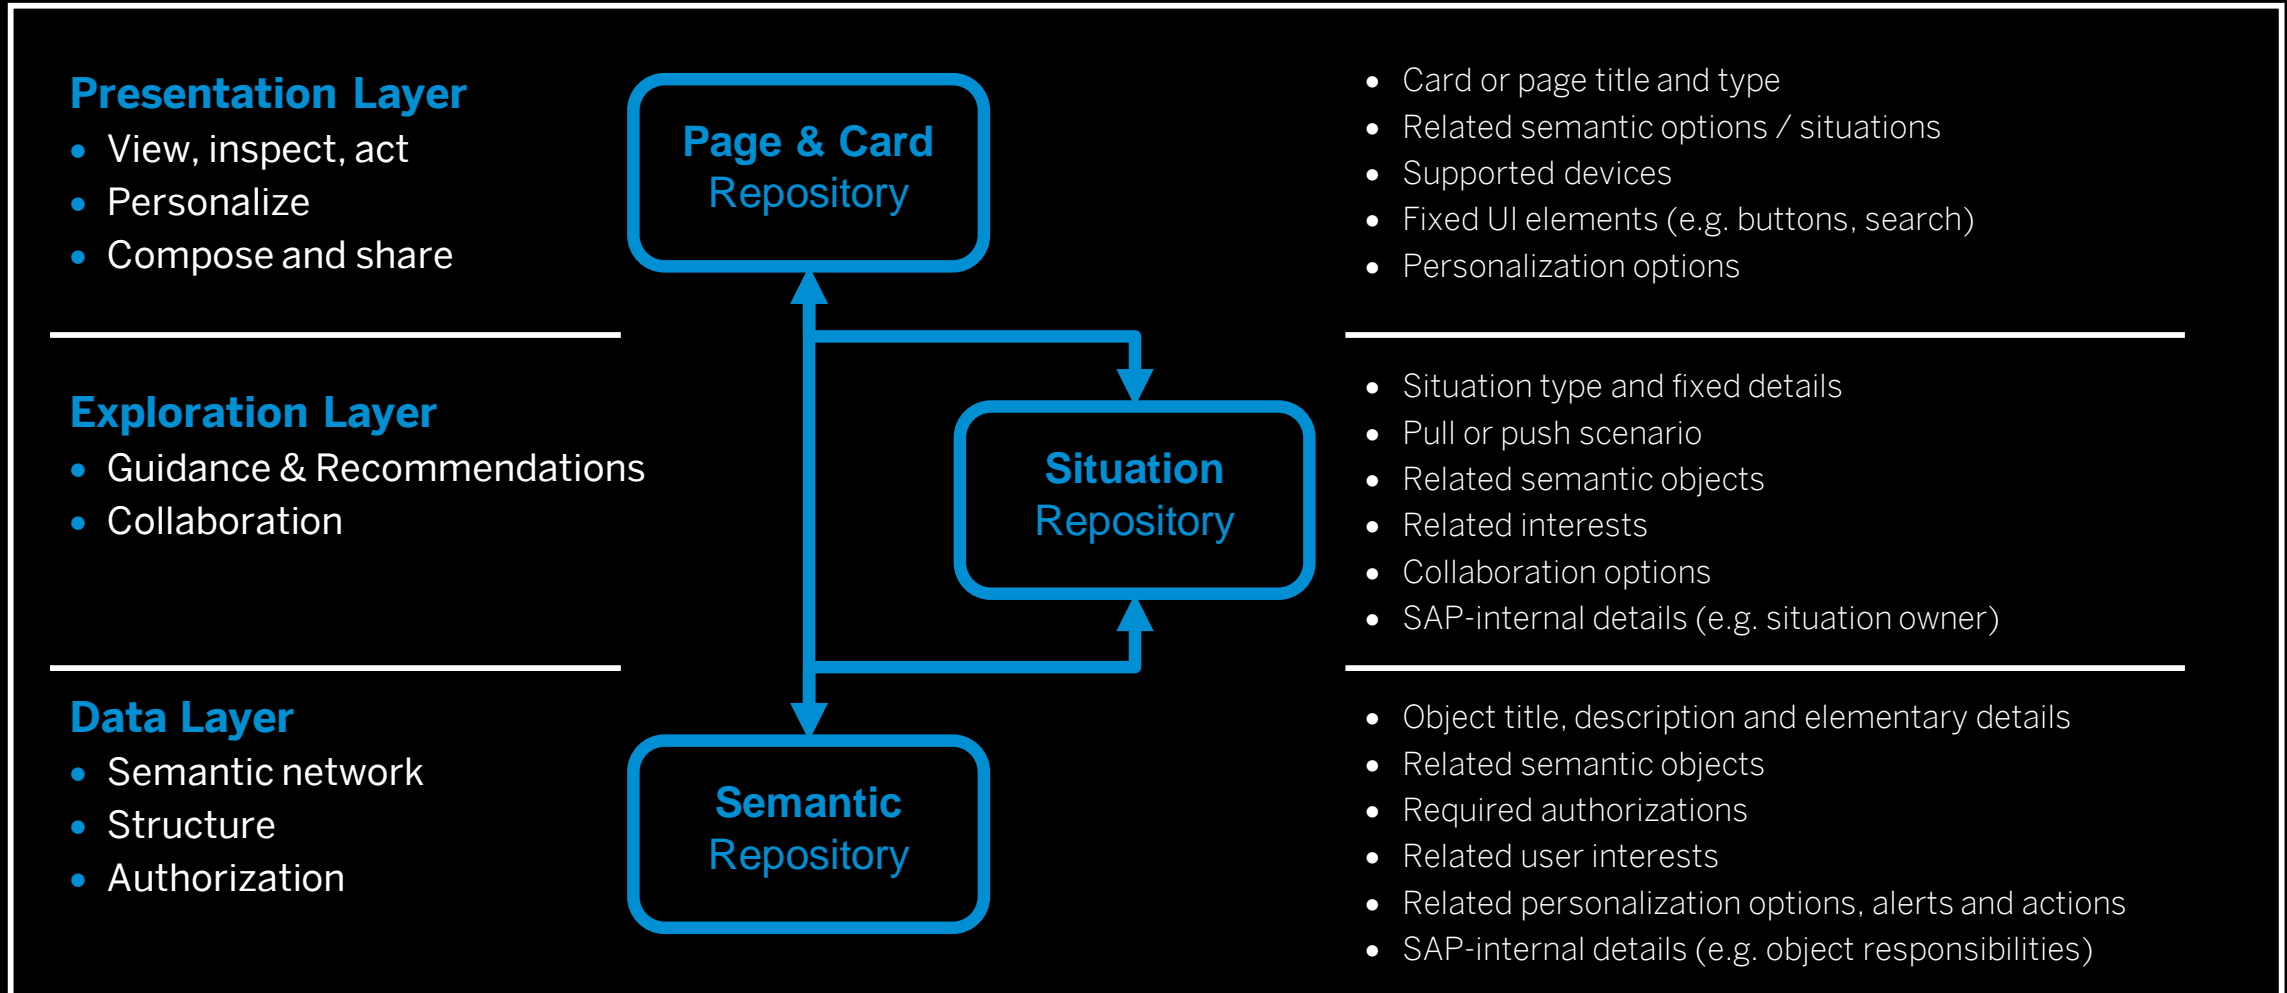 Presentation Layer
• View, inspect, act
• Personalize
• Compose and share
Page & Card
Repository
• Card or page title and type
• Related semantic options / situations
• Supported devices
• Fixed UI elements (e.g. buttons, search)
• Personalization options
Exploration Layer
• Guidance & Recommendations
• Collaboration
Situation
Repository
• Situation type and fixed details
• Pull or push scenario
• Related semantic objects
• Related interests
• Collaboration options
• SAP-internal details (e.g. situation owner)
Data Layer
• Semantic network
• Structure
• Authorization
Semantic
Repository
• Object title, description and elementary details
• Related semantic objects
• Required authorizations
• Related user interests
• Related personalization options, alerts and actions
• SAP-internal details (e.g. object responsibilities)